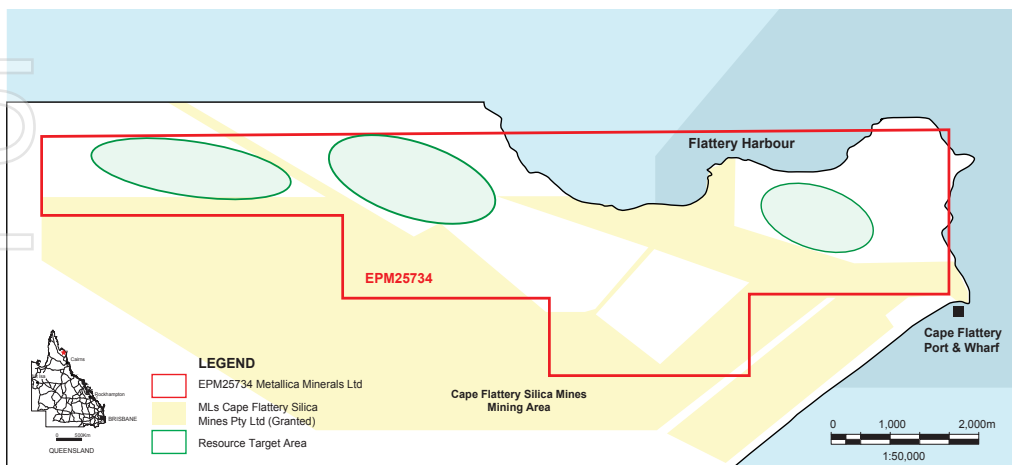 Flattery Harbour
EPM25734
Cape Flattery
Port & Wharf
Cape Flattery Silica Mines
Mining Area
LEGEND
EPM25734 Metallica Minerals Ltd
MLs Cape Flattery Silica
Mines Pty Ltd (Granted)
Resource Target Area
Cairns
Rockhampton
BRISBANE
0 500Km
QUEENSLAND
0 1,000 2,000m
1:50,000